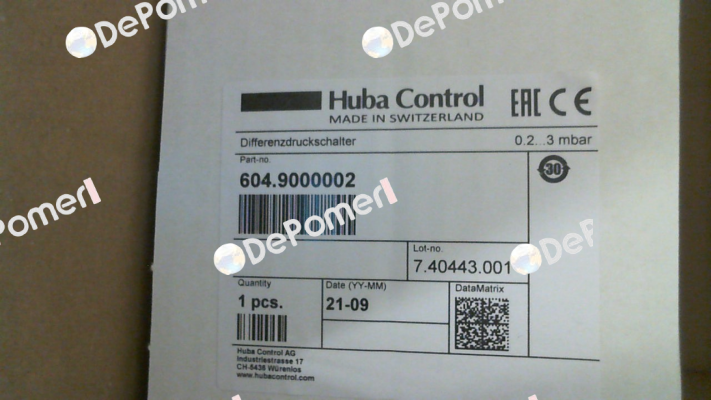 DePomerl
DePomerl
Huba Control EAC CE
MADE IN SWITZERLAND
Differenzdruckschalter 0.2...3 mbar
Part-no.
604.9000002
30
DePomerl
DePomerl
DePomerl
Lot-no.
7.40443.001
Quantity Date (YY-MM) DataMatrix
1 pcs. 21-09
Huba Control AG
Industriestrasse 17
CH-5436 Würenlos
www.hubacontrol.com